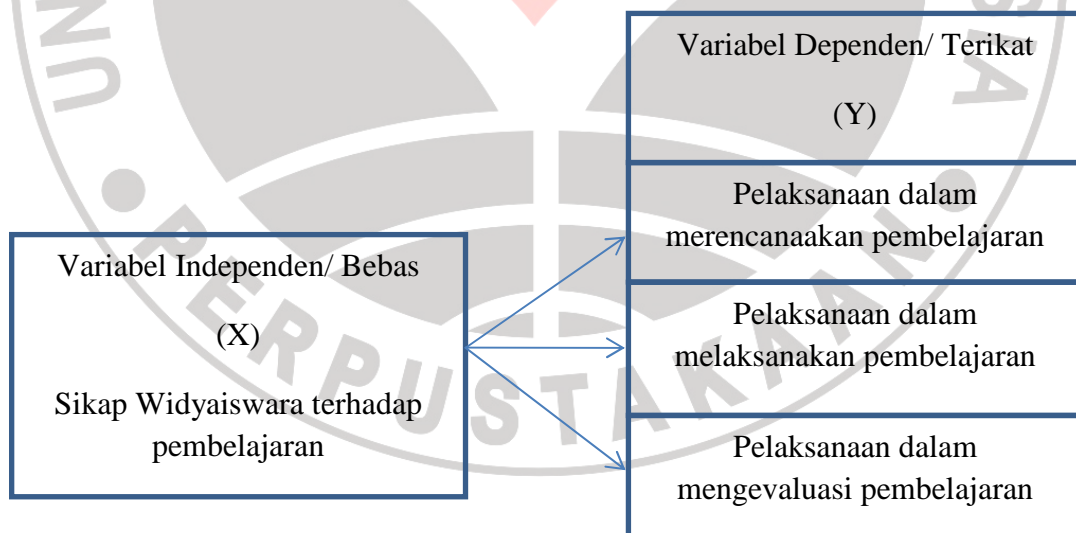 Variabel Independen/ Bebas
(X)
Sikap Widyaiswara terhadap
pembelajaran
Variabel Dependen/ Terikat
(Y)
Pelaksanaan dalam
merencanaakan pembelajaran
Pelaksanaan dalam
melaksanakan pembelajaran
Pelaksanaan dalam
mengevaluasi pembelajaran
PERPUSTAKAAN